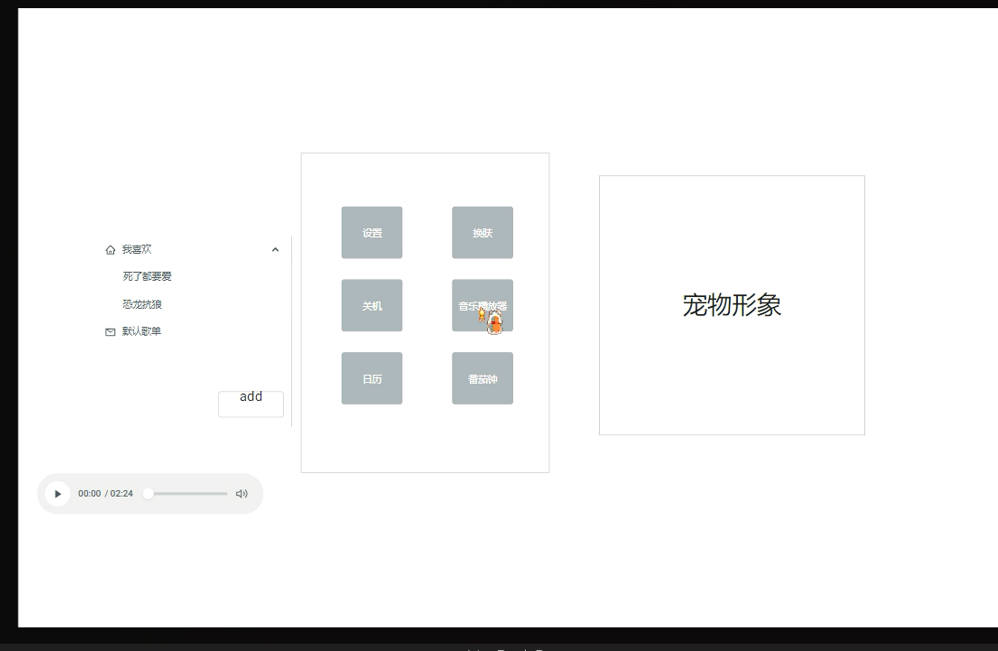 我喜欢
死了都要爱
恐龙抗狼
默认歌单
add
00:00 / 02:24
设置
换肤
关机
音乐播放器
日历
番茄钟
宠物形象